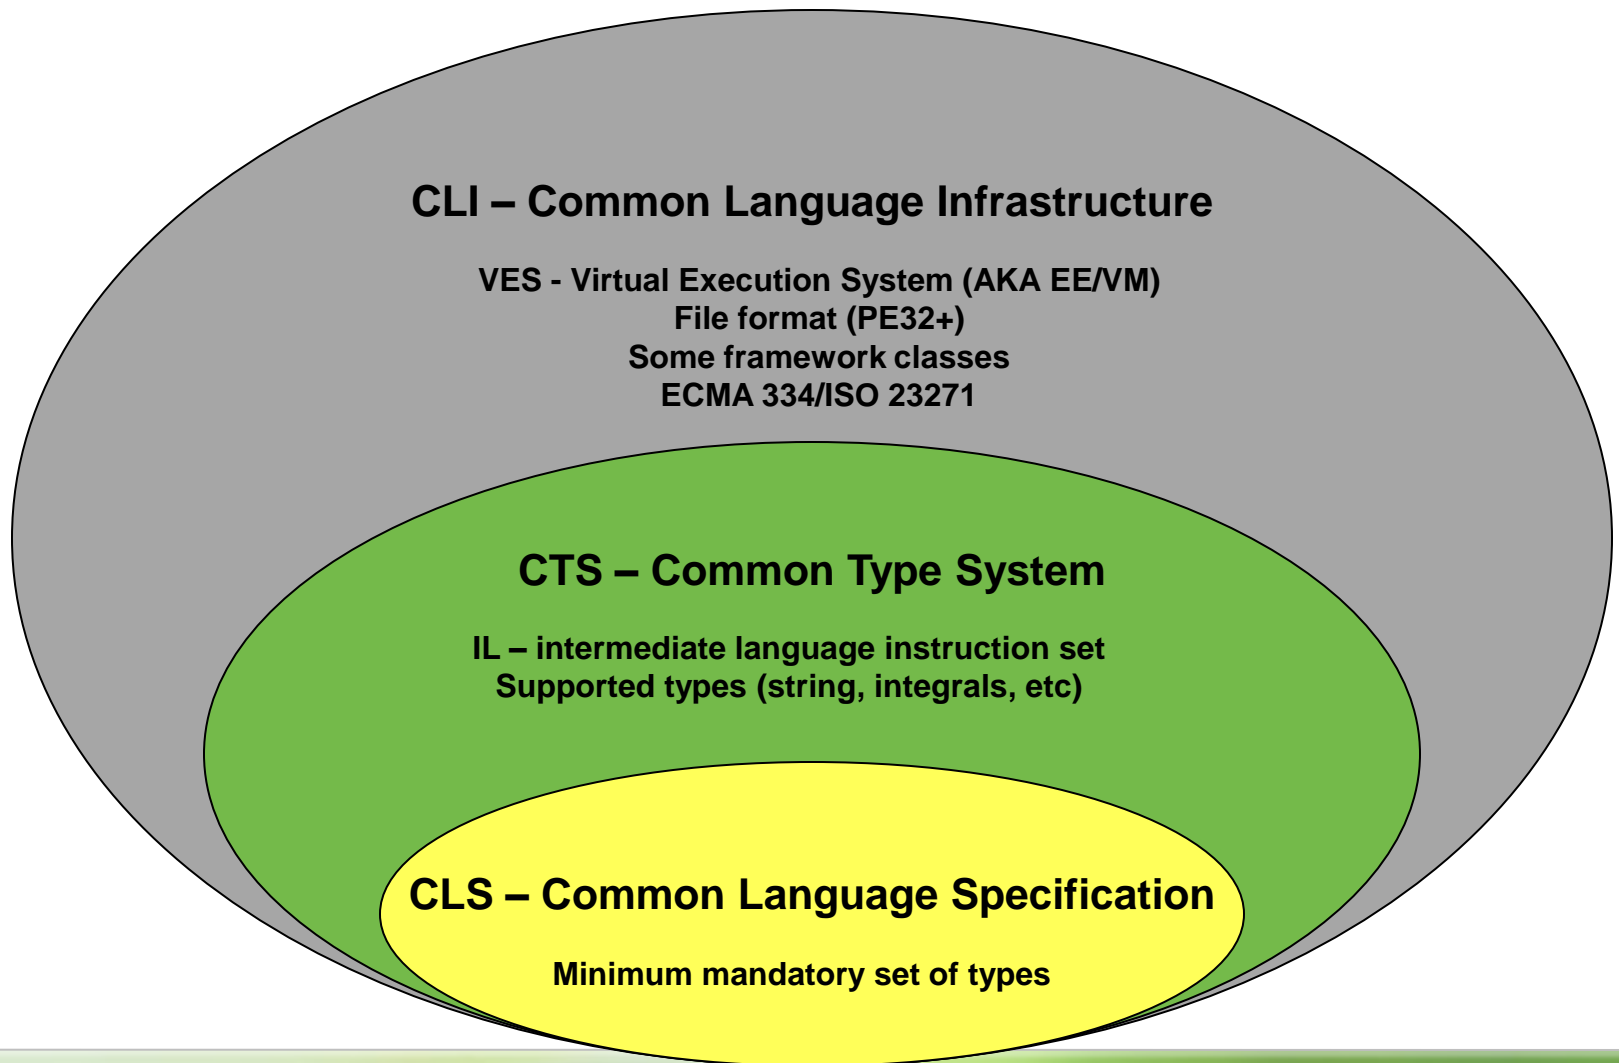 CLI – Common Language Infrastructure
VES - Virtual Execution System (AKA EE/VM)
File format (PE32+)
Some framework classes
ECMA 334/ISO 23271
CTS – Common Type System
IL – intermediate language instruction set
Supported types (string, integrals, etc)
CLS – Common Language Specification
Minimum mandatory set of types